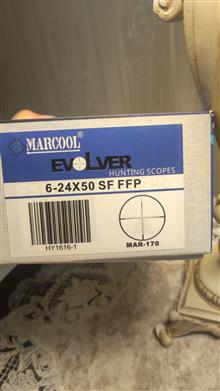 MARCOOL®
EVOLVER
HUNTING SCOPES
6-24X50 SF FFP
HY1616-1
MAR-170